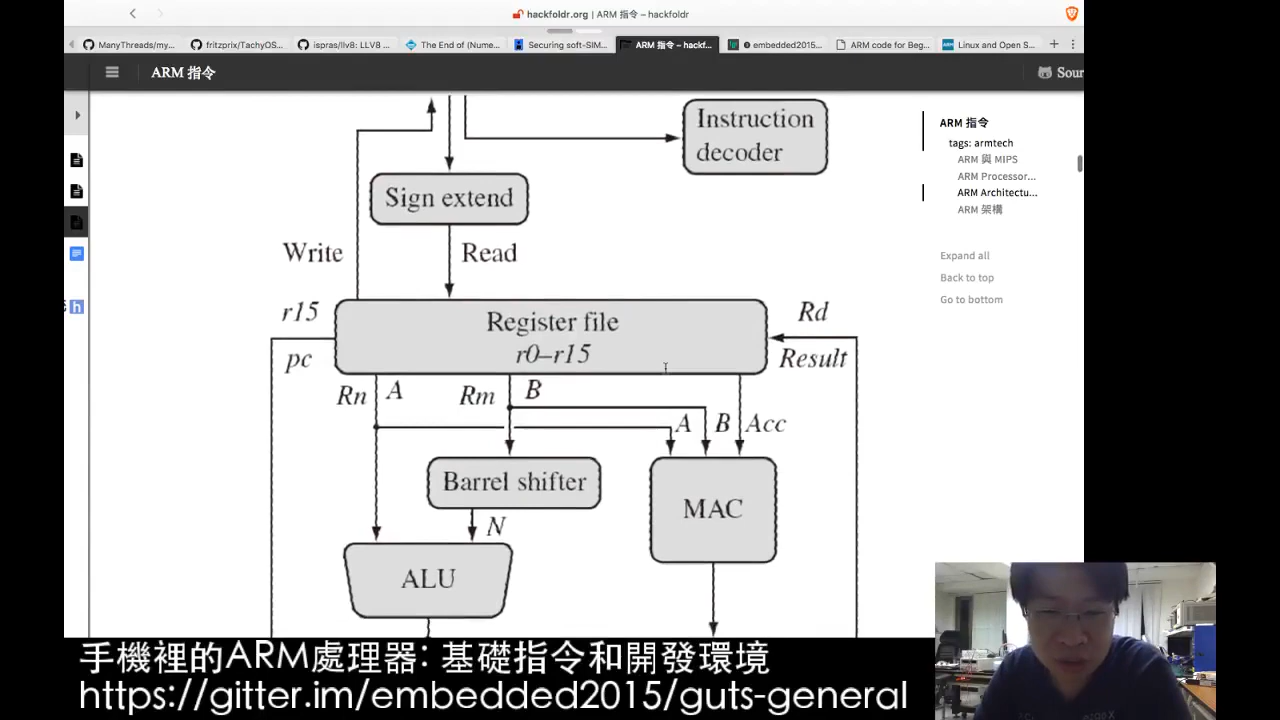 hackfoldr.org | ARM 指令 – hackfoldr
ManyThreads/my...
fritzprix/TachyOS...
ispras/llv8: LLV8 ...
The End of (Nume...
Securing soft-SIM...
ARM 指令 – hackf...
embedded2015...
ARM code for Beg...
Linux and Open S...
ARM 指令
Sour
Instruction
decoder
Sign extend
Write
Read
r15
pc
Register file
r0–r15
Rd
Result
Rn
A
Rm
B
A
B
Acc
Barrel shifter
N
MAC
ALU
ARM 指令
tags: armtech
ARM 與 MIPS
ARM Processor...
ARM Architectu...
ARM 架構
Expand all
Back to top
Go to bottom
手機裡的ARM處理器: 基礎指令和開發環境
https://gitter.im/embedded2015/guts-general